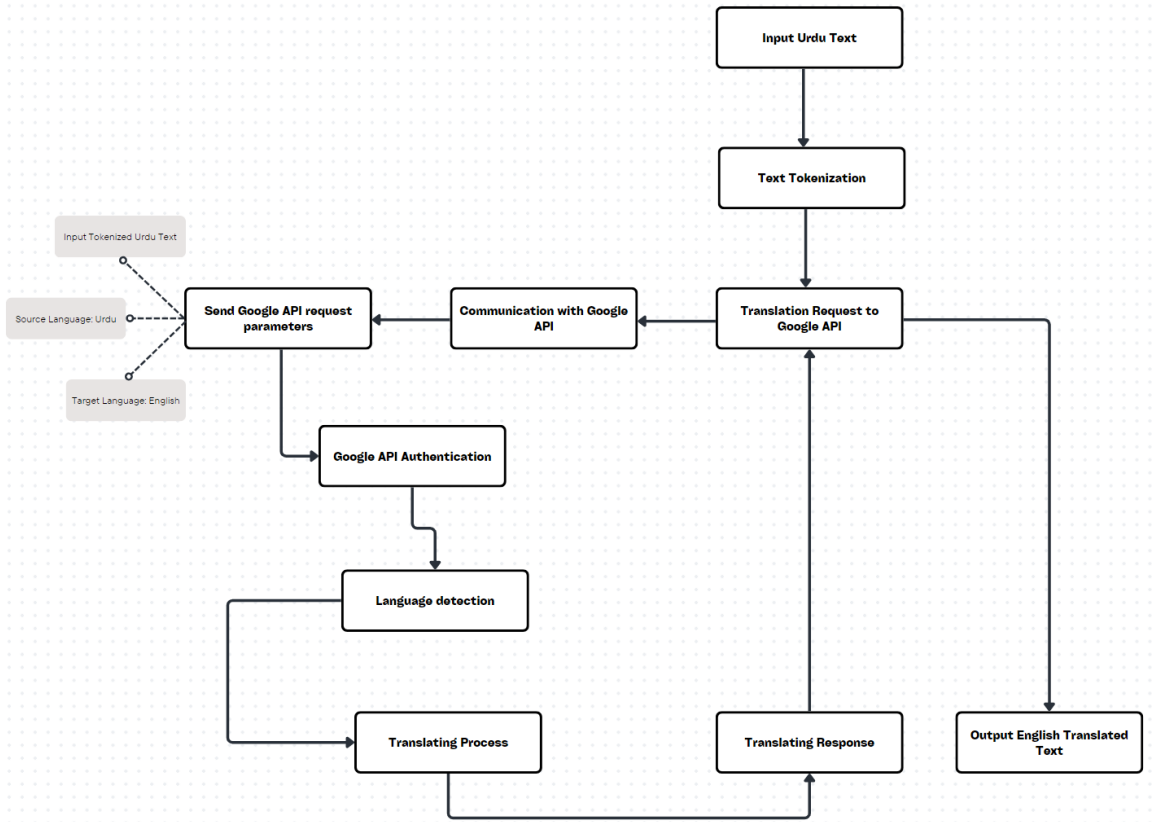 Input Urdu Text
Text Tokenization
Input Tokenized Urdu Text
Source Language: Urdu
Target Language: English
Send Google API request
parameters
Communication with Google
API
Translation Request to
Google API
Google API Authentication
Language detection
Translating Process
Translating Response
Output English Translated
Text